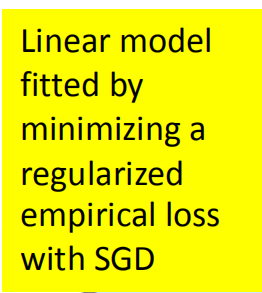 Linear model
fitted by
minimizing a
regularized
empirical loss
with SGD